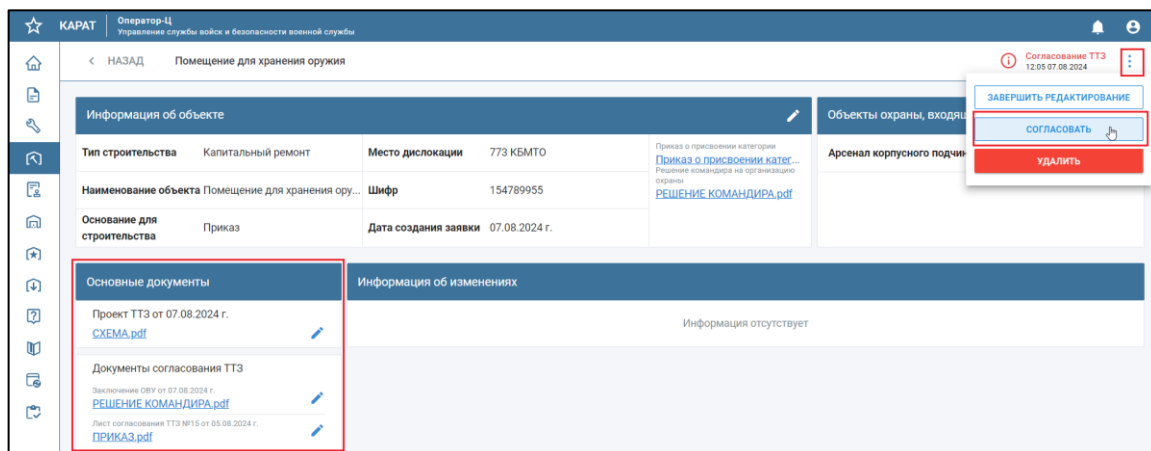 КАРАТ
Оператор-Ц
Управление службы войск и безопасности военной службы
НАЗАД
Помещение для хранения оружия
Согласование ТТЗ
12:05 07.08.2024
ЗАВЕРШИТЬ РЕДАКТИРОВАНИЕ
СОГЛАСОВАТЬ
УДАЛИТЬ
Информация об объекте
Объекты охраны, входящ
Тип строительства Капитальный ремонт
Место дислокации 773 КБМТО
Приказ о присвоении категории
Приказ о присвоении катег...
Решение командира на организацию
охраны
РЕШЕНИЕ КОМАНДИРА.pdf
Арсенал корпусного подчин
Наименование объекта Помещение для хранения ору...
Шифр 154789955
Основание для
строительства
Приказ
Дата создания заявки 07.08.2024 г.
Основные документы
Информация об изменениях
Проект ТТЗ от 07.08.2024 г.
СХЕМА.pdf
Информация отсутствует
Документы согласования ТТЗ
Заключение ОВУ от 07.08.2024 г.
РЕШЕНИЕ КОМАНДИРА.pdf
Лист согласования ТТЗ №15 от 05.08.2024 г.
ПРИКАЗ.pdf